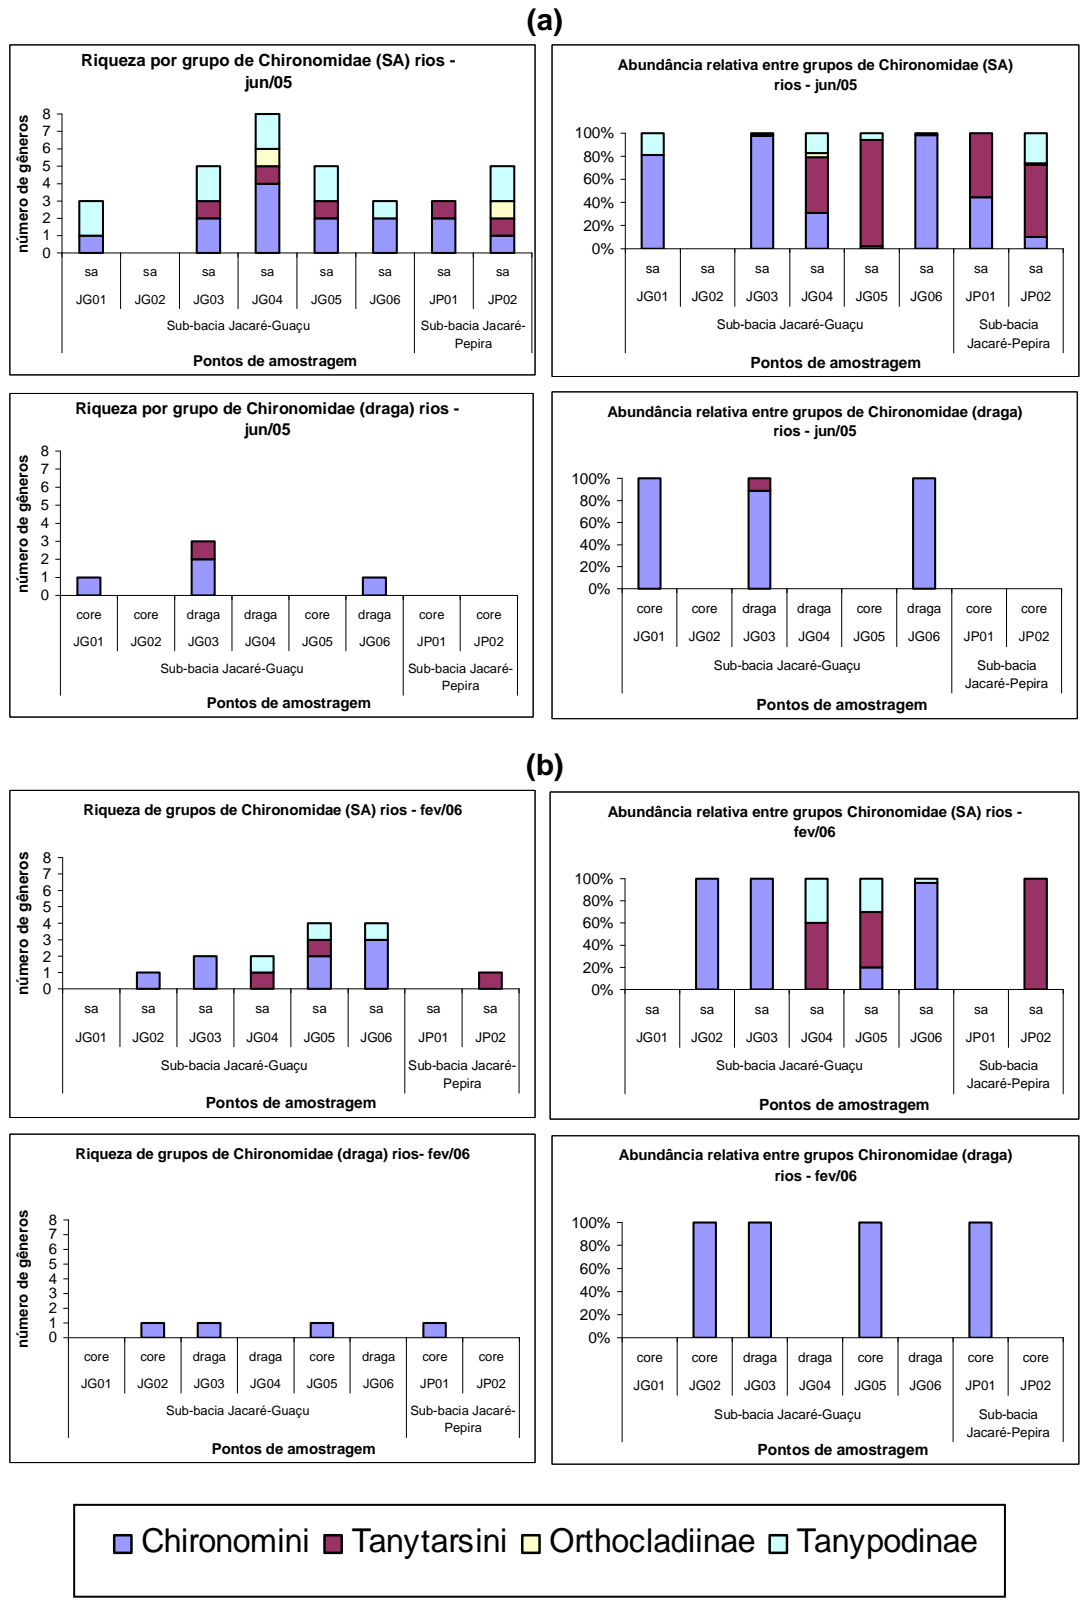 (a)
Riqueza por grupo de Chironomidae (SA) rios -
jun/05
número de gêneros
8
7
6
5
4
3
2
1
0
sa sa sa sa sa sa sa sa
JG01 JG02 JG03 JG04 JG05 JG06 JP01 JP02
Sub-bacia Jacaré-Guaçu Sub-bacia Jacaré-
Pepira
Pontos de amostragem
Abundância relativa entre grupos de Chironomidae (SA)
rios - jun/05
100%
80%
60%
40%
20%
0%
sa sa sa sa sa sa sa sa
JG01 JG02 JG03 JG04 JG05 JG06 JP01 JP02
Sub-bacia Jacaré-Guaçu Sub-bacia
Jacaré-Pepira
Pontos de amostragem
Riqueza por grupo de Chironomidae (draga) rios -
jun/05
número de gêneros
8
7
6
5
4
3
2
1
0
core core draga draga core draga core core
JG01 JG02 JG03 JG04 JG05 JG06 JP01 JP02
Sub-bacia Jacaré-Guaçu Sub-bacia Jacaré-
Pepira
Pontos de amostragem
Abundância relativa entre grupos de Chironomidae (draga)
rios - jun/05
100%
80%
60%
40%
20%
0%
core core draga draga core draga core core
JG01 JG02 JG03 JG04 JG05 JG06 JP01 JP02
Sub-bacia Jacaré-Guaçu Sub-bacia
Jacaré-Pepira
Pontos de amostragem
(b)
Riqueza de grupos de Chironomidae (SA) rios - fev/06
número de gêneros
8
7
6
5
4
3
2
1
0
sa sa sa sa sa sa sa sa
JG01 JG02 JG03 JG04 JG05 JG06 JP01 JP02
Sub-bacia Jacaré-Guaçu Sub-bacia Jacaré-
Pepira
Pontos de amostragem
Abundância relativa entre grupos Chironomidae (SA) rios -
fev/06
100%
80%
60%
40%
20%
0%
sa sa sa sa sa sa sa sa
JG01 JG02 JG03 JG04 JG05 JG06 JP01 JP02
Sub-bacia Jacaré-Guaçu Sub-bacia
Jacaré-Pepira
Pontos de amostragem
Riqueza de grupos de Chironomidae (draga) rios- fev/06
número de gêneros
8
7
6
5
4
3
2
1
0
core core draga draga core draga core core
JG01 JG02 JG03 JG04 JG05 JG06 JP01 JP02
Sub-bacia Jacaré-Guaçu Sub-bacia Jacaré-
Pepira
Pontos de amostragem
Abundância relativa entre grupos Chironomidae (draga)
rios - fev/06
100%
80%
60%
40%
20%
0%
core core draga draga core draga core core
JG01 JG02 JG03 JG04 JG05 JG06 JP01 JP02
Sub-bacia Jacaré-Guaçu Sub-bacia
Jacaré-Pepira
Pontos de amostragem
Chironomini Tanytarsini Orthocladiinae Tanypodinae